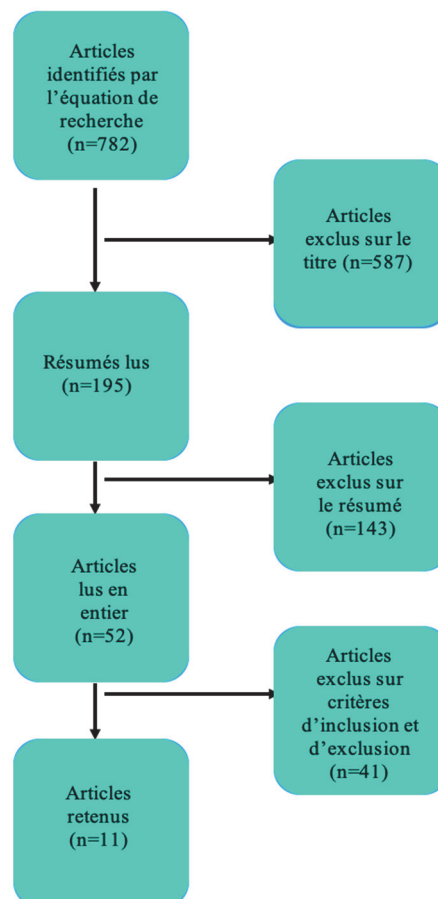 Articles
identifiés par
l’équation de
recherche
(n=782)
Articles
exclus sur le
titre (n=587)
Résumés lus
(n=195)
Articles
exclus sur
le résumé
(n=143)
Articles
lus en
entier
(n=52)
Articles
exclus sur
critères
d’inclusion et
d’exclusion
(n=41)
Articles
retenus
(n=11)